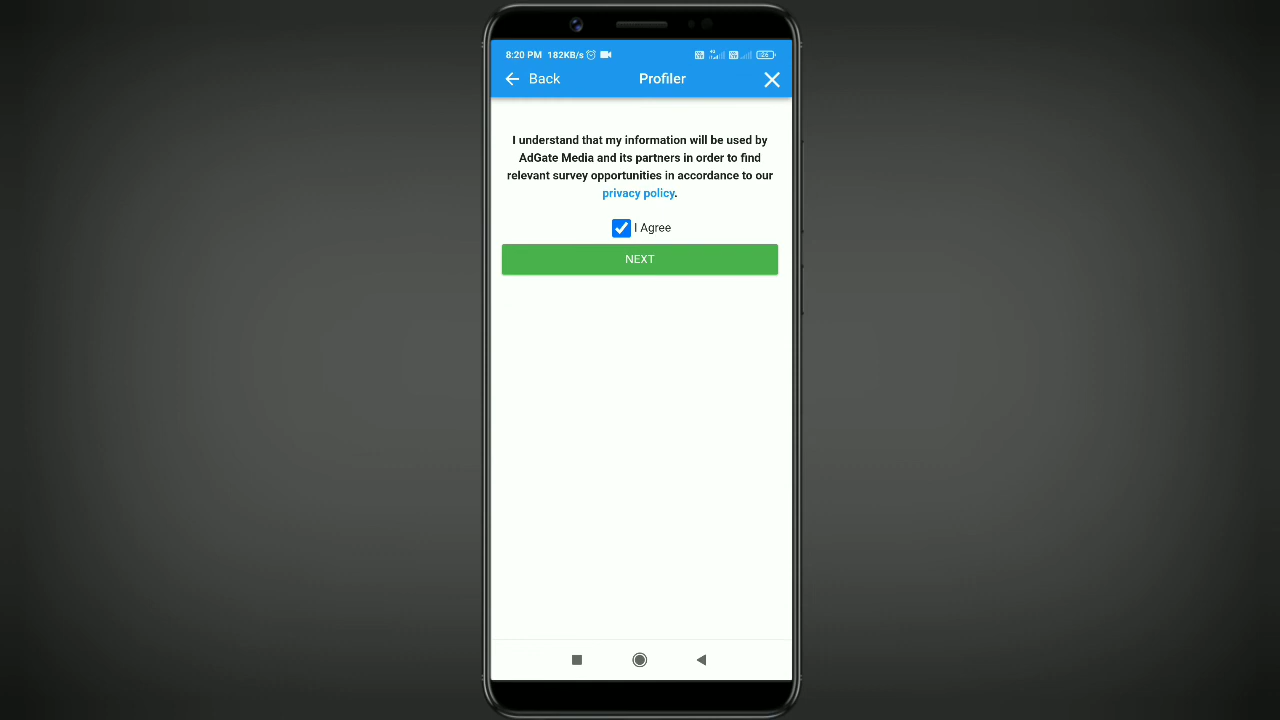 8:20 PM 182KB/s
Back
Profiler
I understand that my information will be used by
AdGate Media and its partners in order to find
relevant survey opportunities in accordance to our
privacy policy.
I Agree
NEXT